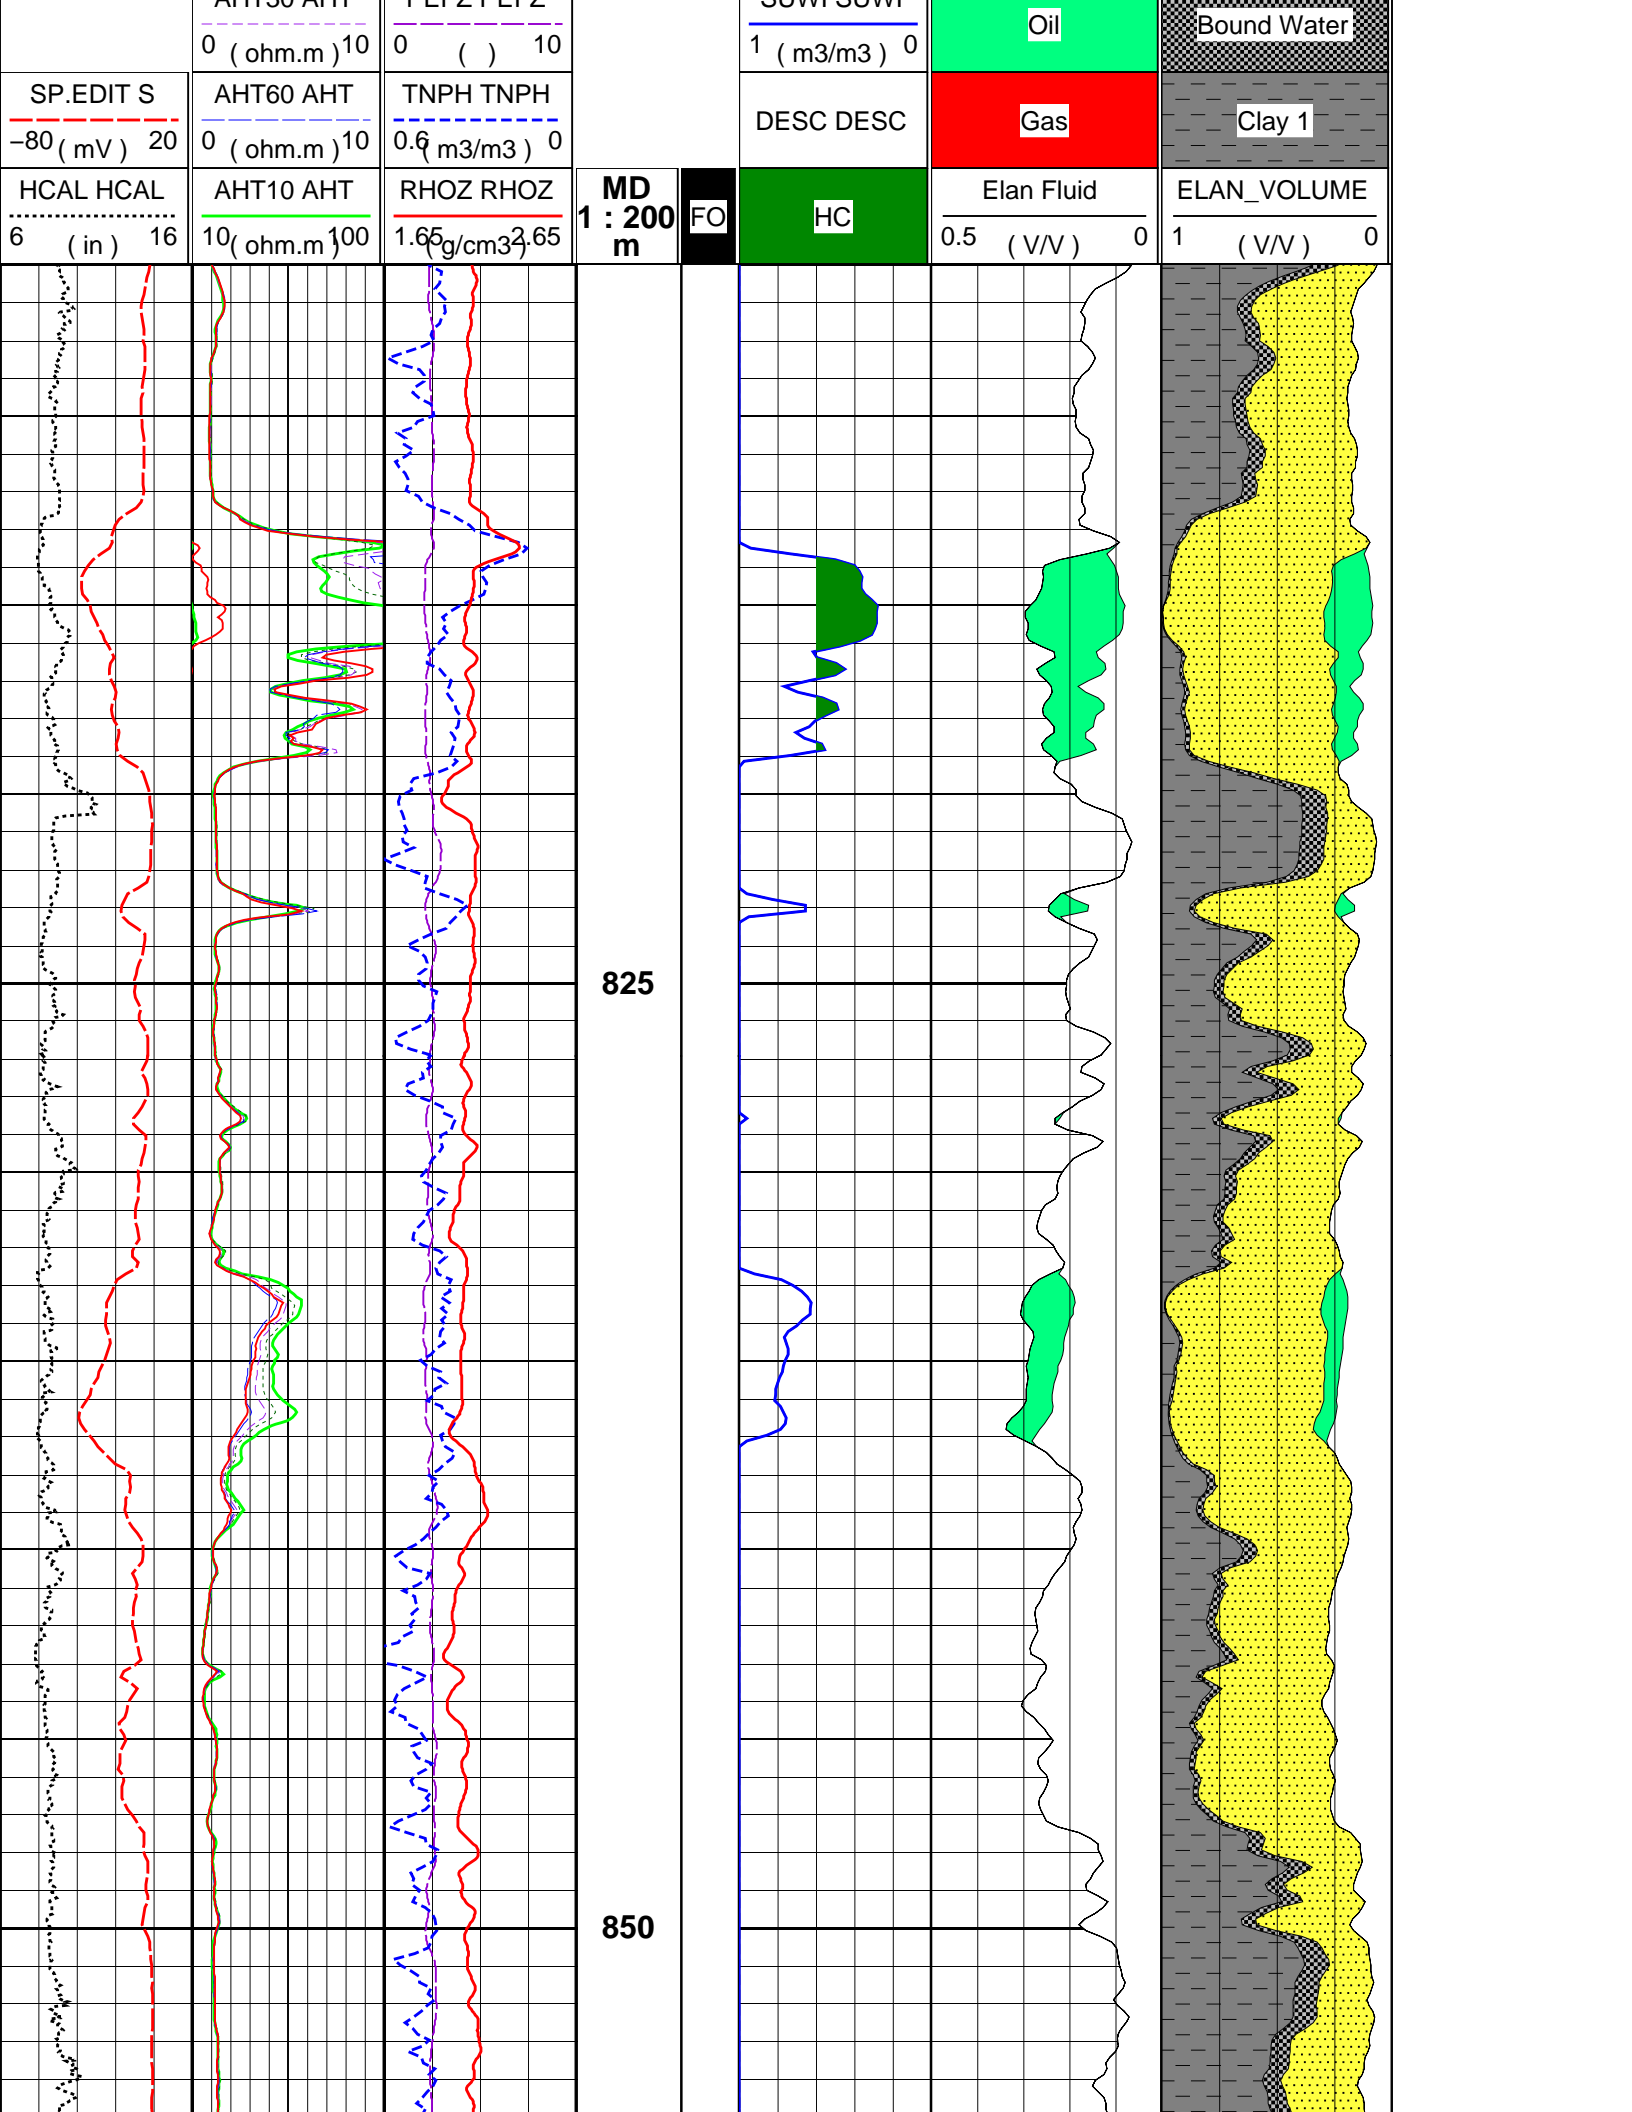 AHT30 AHT
0 ( ohm.m ) 10
PEFZ PEFZ
0 ( ) 10
SUWI SUWI
1 ( m3/m3 ) 0
Oil
Bound Water
SP.EDIT S
−80 ( mV ) 20
AHT60 AHT
0 ( ohm.m ) 10
TNPH TNPH
0.6 ( m3/m3 ) 0
DESC DESC
Gas
Clay 1
HCAL HCAL
6 ( in ) 16
AHT10 AHT
10 ( ohm.m ) 100
RHOZ RHOZ
1.65 ( g/cm3 ) 2.65
MD
1 : 200
m
FO
HC
Elan Fluid
0.5 ( V/V ) 0
ELAN_VOLUME
1 ( V/V ) 0
825
850